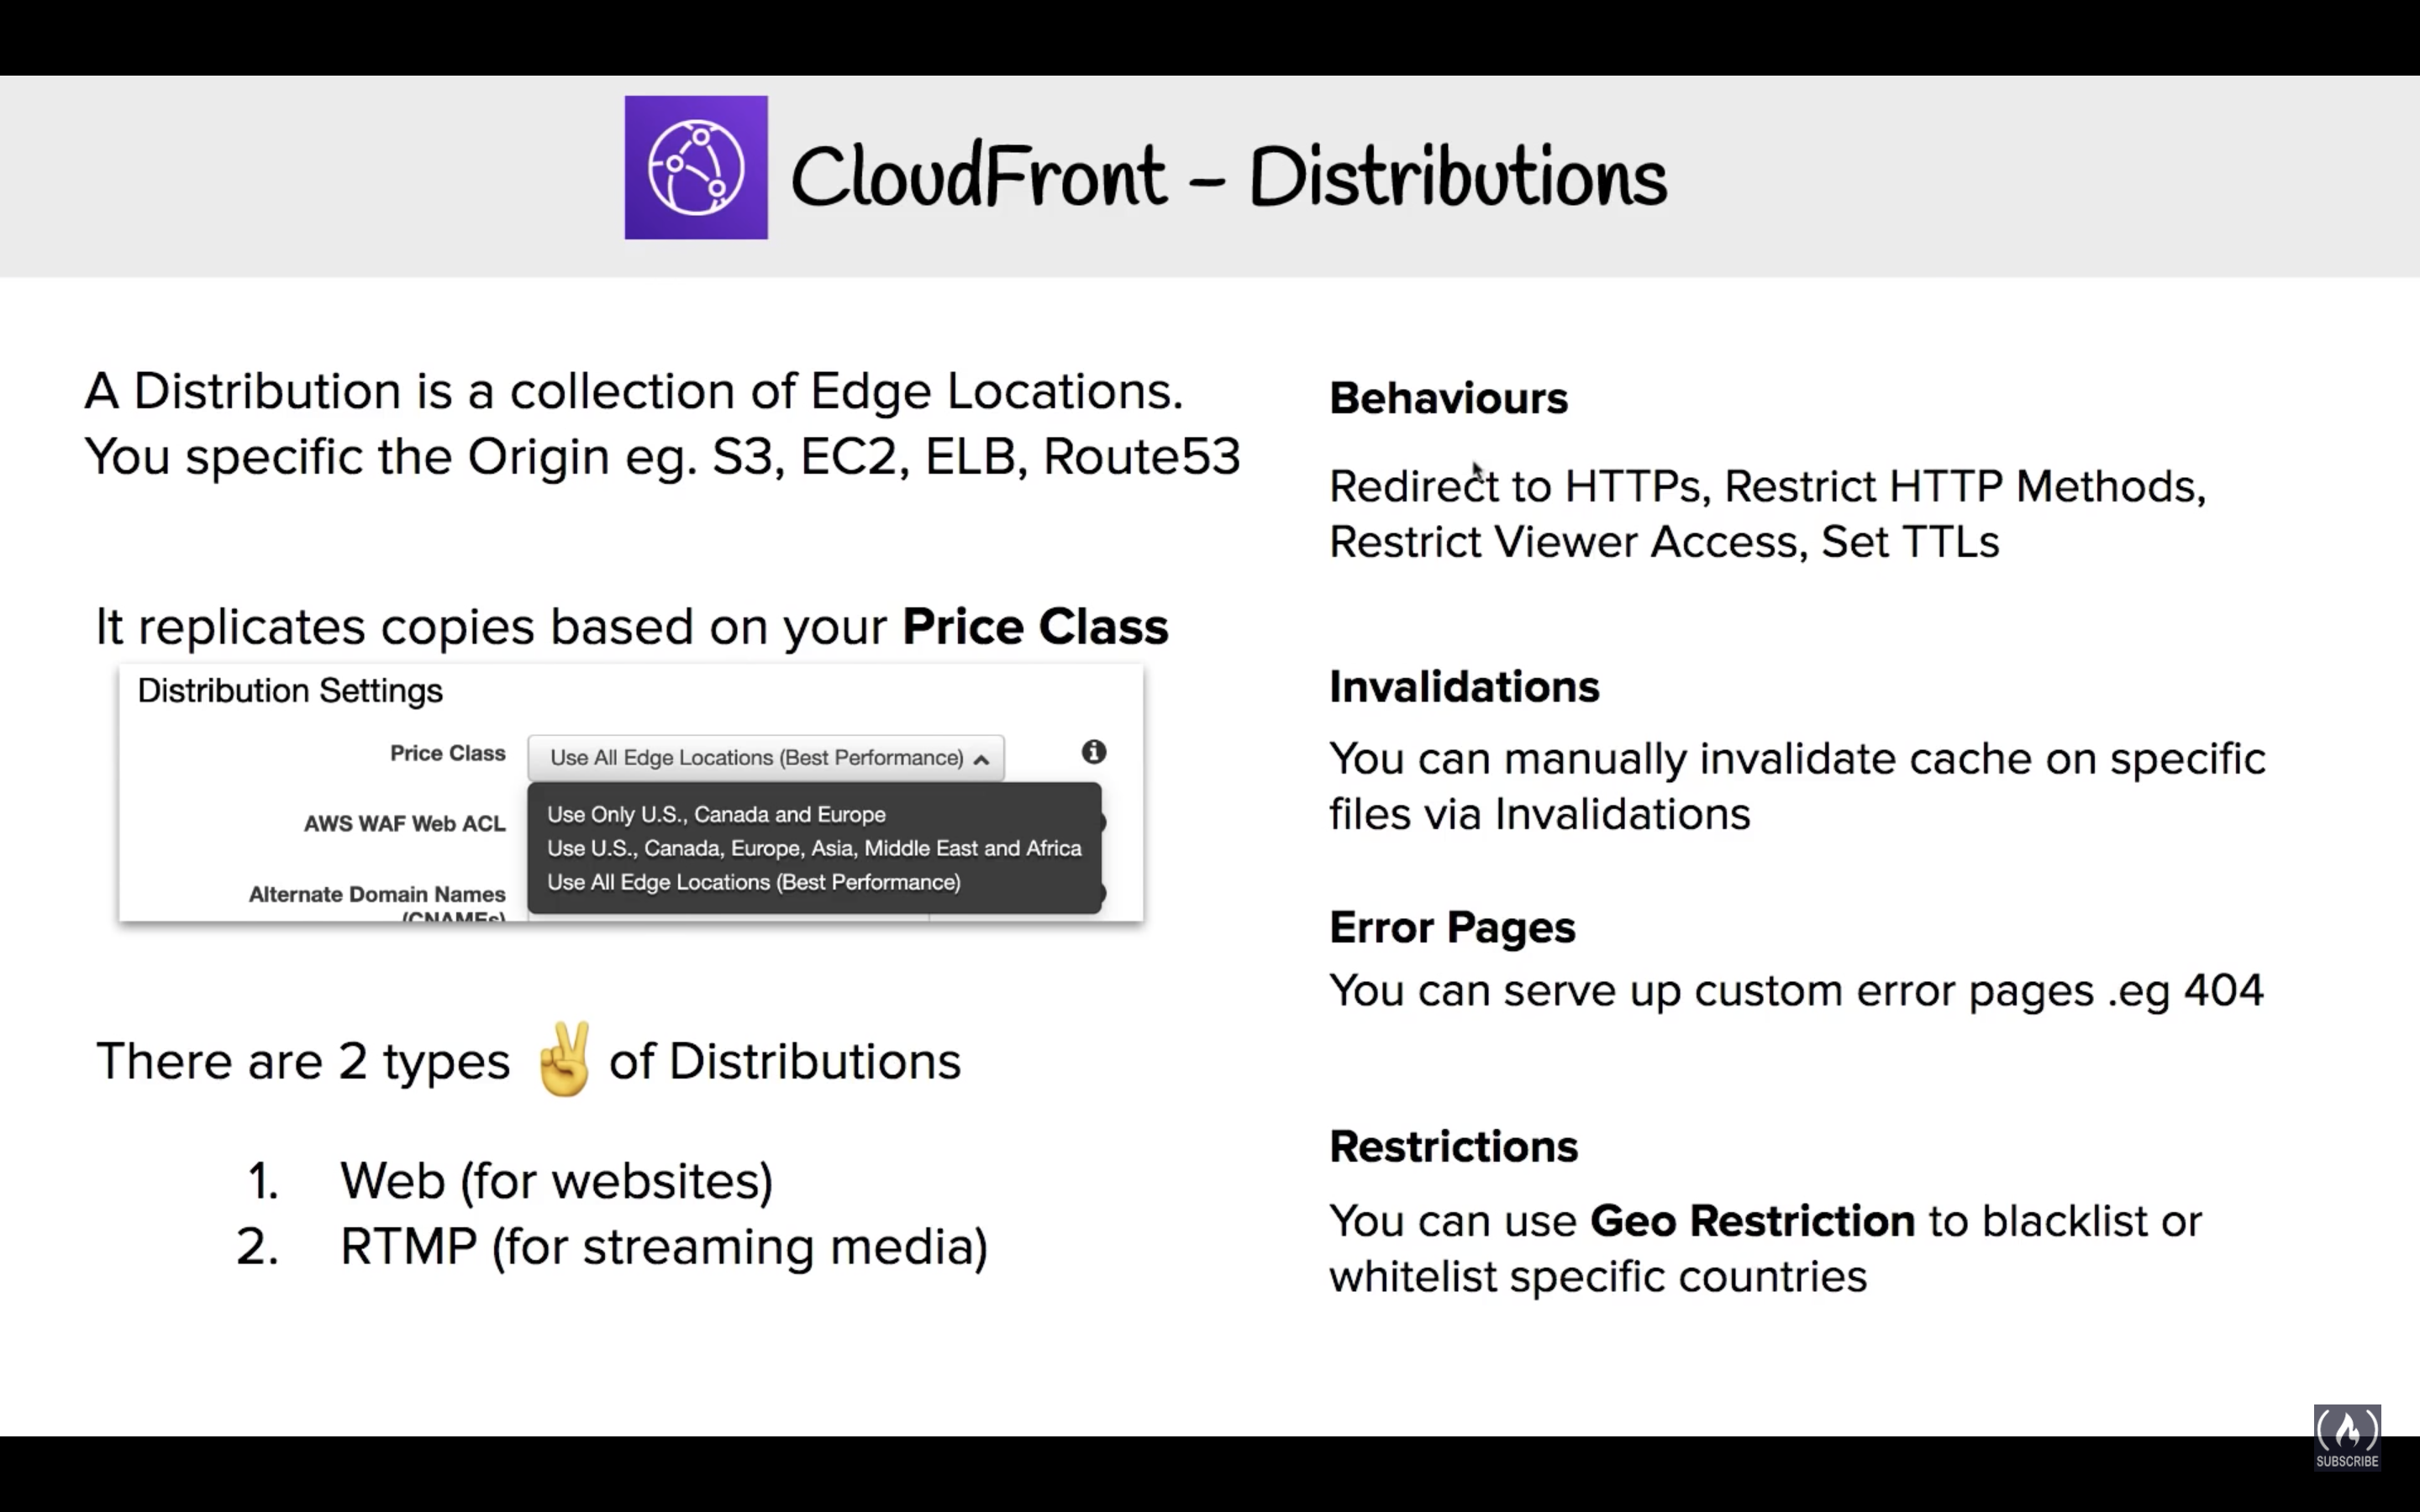 CloudFront – Distributions
A Distribution is a collection of Edge Locations.
You specific the Origin eg. S3, EC2, ELB, Route53
It replicates copies based on your Price Class
Distribution Settings
Price Class
Use All Edge Locations (Best Performance)
Use Only U.S., Canada and Europe
AWS WAF Web ACL
Use U.S., Canada, Europe, Asia, Middle East and Africa
Use All Edge Locations (Best Performance)
Alternate Domain Names
(CNAMEs)
There are 2 types ✌️ of Distributions
1. Web (for websites)
2. RTMP (for streaming media)
Behaviours
Redirect to HTTPs, Restrict HTTP Methods,
Restrict Viewer Access, Set TTLs
Invalidations
You can manually invalidate cache on specific
files via Invalidations
Error Pages
You can serve up custom error pages .eg 404
Restrictions
You can use Geo Restriction to blacklist or
whitelist specific countries
SUBSCRIBE